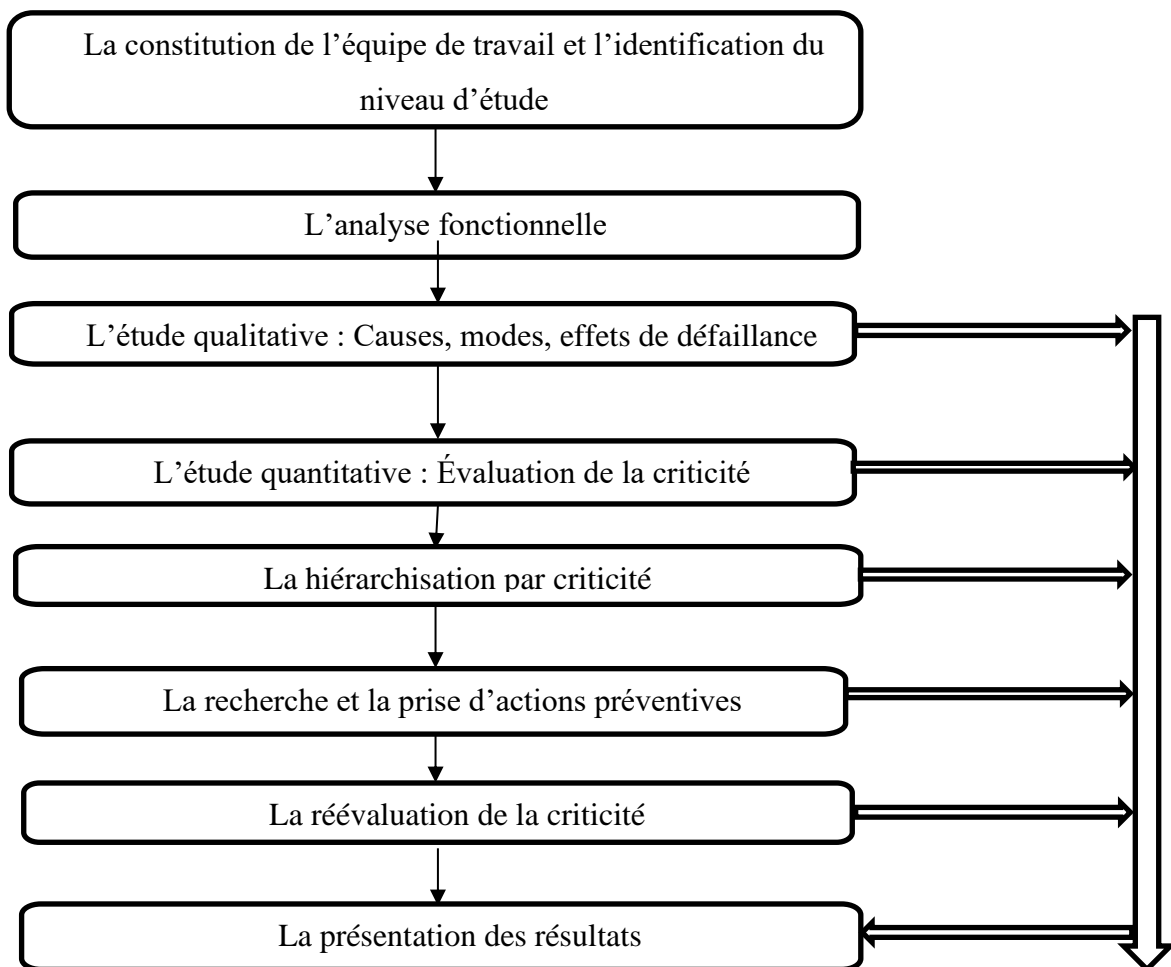 La constitution de l’équipe de travail et l’identification du
niveau d’étude
L’analyse fonctionnelle
L’étude qualitative : Causes, modes, effets de défaillance
L’étude quantitative : Évaluation de la criticité
La hiérarchisation par criticité
La recherche et la prise d’actions préventives
La réévaluation de la criticité
La présentation des résultats